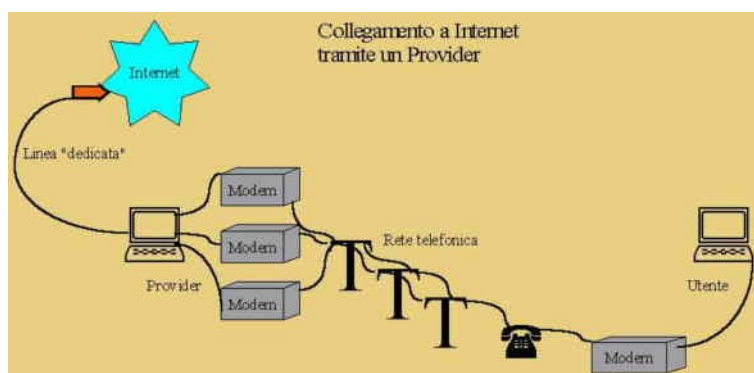 Collegamento a Internet
tramite un Provider
Internet
Linea "dedicata"
Modem
Modem
Rete telefonica
Provider
Utente
Modem
Modem